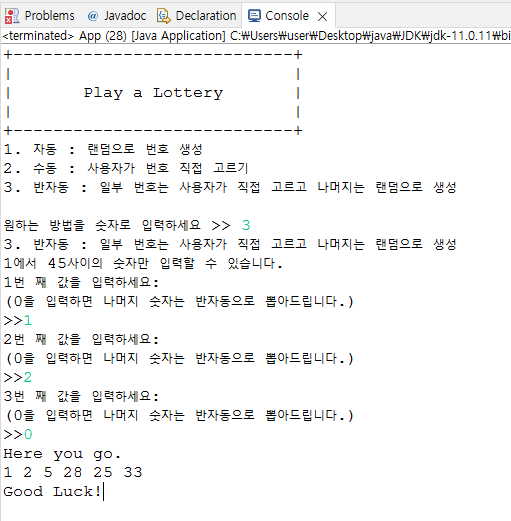 Problems @ Javadoc Declaration Console
<terminated> App (28) [Java Application] C:₩Users₩user₩Desktop₩java₩JDK₩jdk-11.0.11₩bi
+----------------------------+
|                            |
|       Play a Lottery       |
|                            |
+----------------------------+
1. 자동 : 랜덤으로 번호 생성
2. 수동 : 사용자가 번호 직접 고르기
3. 반자동 : 일부 번호는 사용자가 직접 고르고 나머지는 랜덤으로 생성
원하는 방법을 숫자로 입력하세요 >> 3
3. 반자동 : 일부 번호는 사용자가 직접 고르고 나머지는 랜덤으로 생성
1에서 45사이의 숫자만 입력할 수 있습니다.
1번 째 값을 입력하세요:
(0을 입력하면 나머지 숫자는 반자동으로 뽑아드립니다.)
>>1
2번 째 값을 입력하세요:
(0을 입력하면 나머지 숫자는 반자동으로 뽑아드립니다.)
>>2
3번 째 값을 입력하세요:
(0을 입력하면 나머지 숫자는 반자동으로 뽑아드립니다.)
>>0
Here you go.
1 2 5 28 25 33
Good Luck!